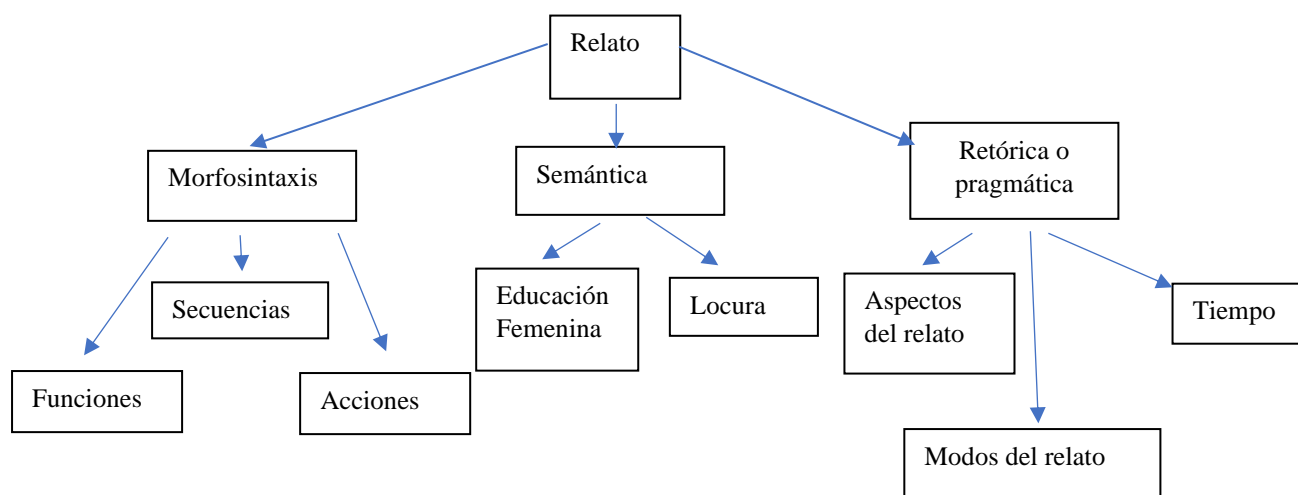 Relato
Morfosintaxis
Semántica
Retórica o
pragmática
Funciones
Secuencias
Acciones
Educación
Femenina
Locura
Aspectos
del relato
Modos del relato
Tiempo